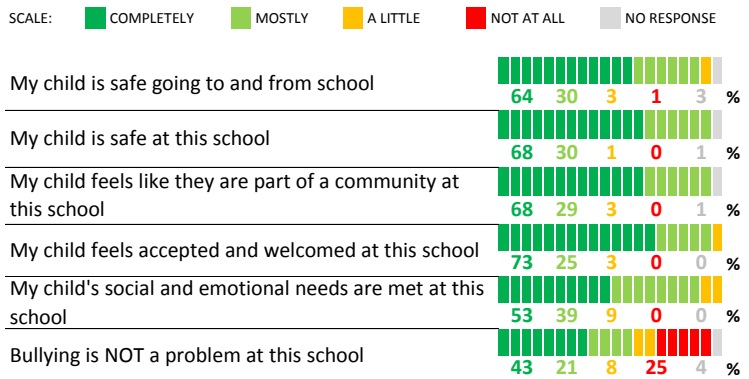 SCALE: COMPLETELY MOSTLY A LITTLE NOT AT ALL NO RESPONSE
My child is safe going to and from school
64 30 3 1 3 %
My child is safe at this school
68 30 1 0 1 %
My child feels like they are part of a community at
this school
68 29 3 0 1 %
My child feels accepted and welcomed at this school
73 25 3 0 0 %
My child's social and emotional needs are met at this
school
53 39 9 0 0 %
Bullying is NOT a problem at this school
43 21 8 25 4 %